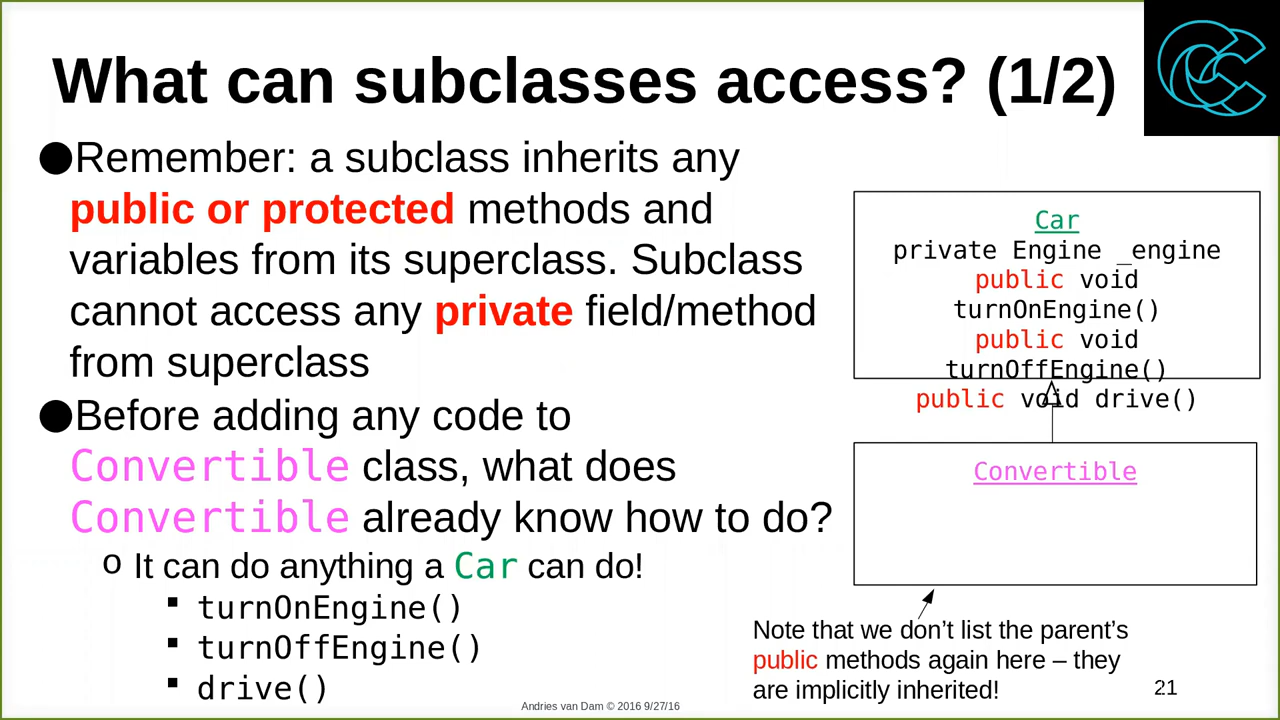 What can subclasses access? (1/2)
●Remember: a subclass inherits any
public or protected methods and
variables from its superclass. Subclass
cannot access any private field/method
from superclass
●Before adding any code to
Convertible class, what does
Convertible already know how to do?
o It can do anything a Car can do!
▪ turnOnEngine()
▪ turnOffEngine()
▪ drive()
Car
private Engine _engine
public void
turnOnEngine()
public void
turnOffEngine()
public void drive()
Convertible
Note that we don’t list the parent’s
public methods again here – they
are implicitly inherited!
Andries van Dam © 2016 9/27/16
21